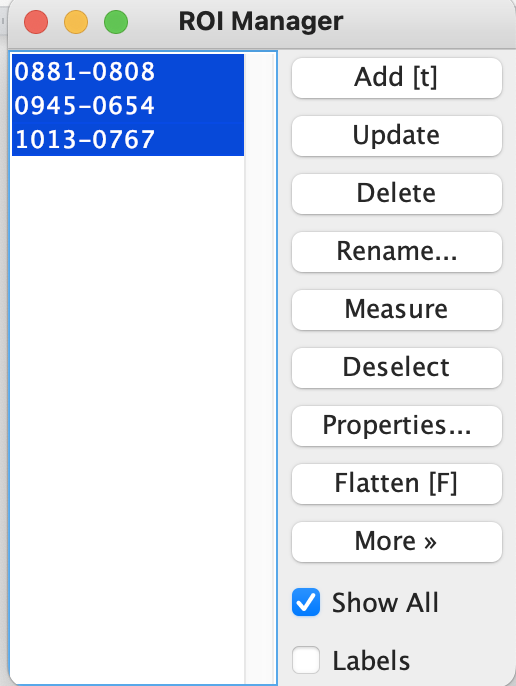 ROI Manager
0881-0808
0945-0654
1013-0767
Add [t]
Update
Delete
Rename...
Measure
Deselect
Properties...
Flatten [F]
More »
Show All
Labels